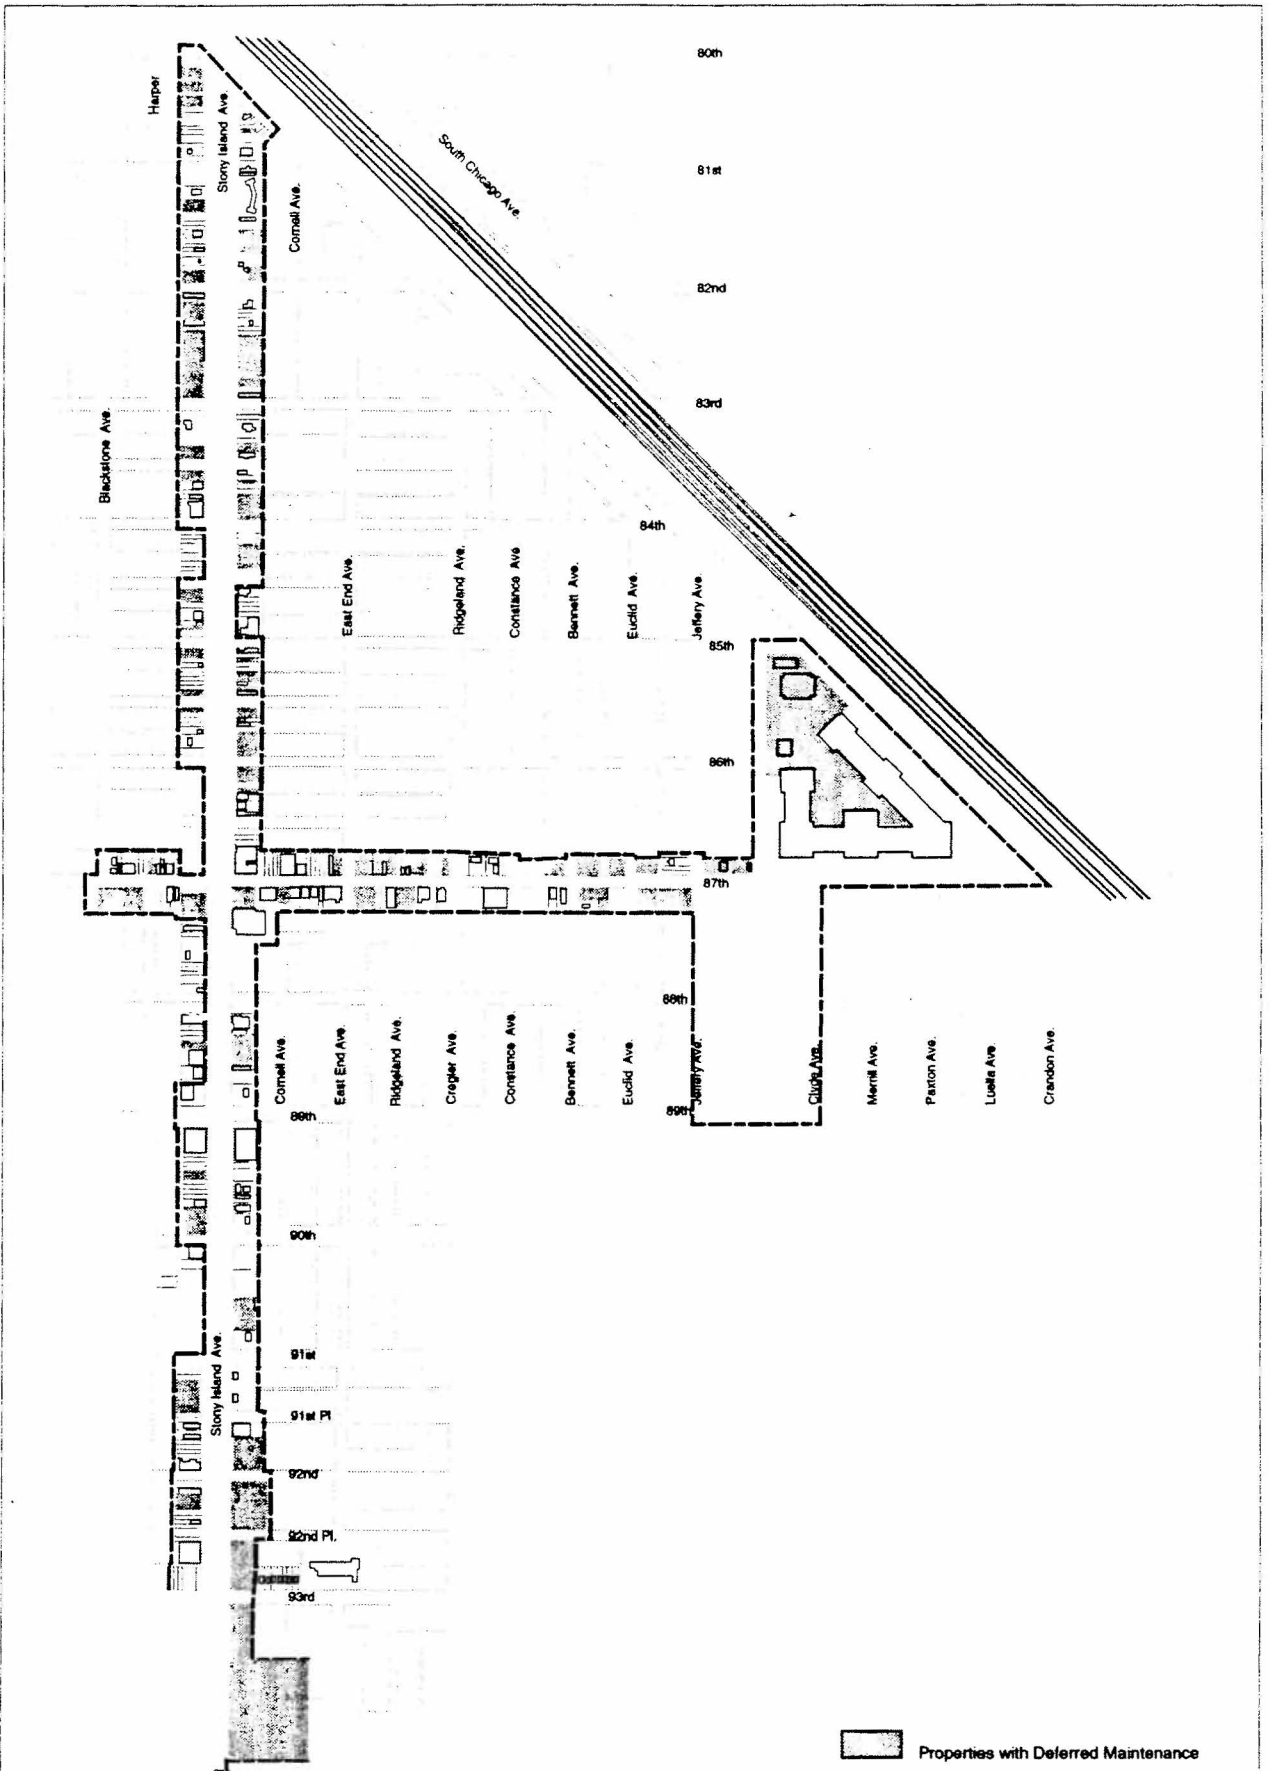 80th
Harper
Stony Island Ave.
South Chicago Ave.
81st
Cornell Ave.
82nd
83rd
Blackstone Ave.
84th
East End Ave.
Ridgeland Ave.
Constance Ave
Bennett Ave.
Euclid Ave.
Jeffery Ave.
85th
86th
87th
88th
Cornell Ave.
East End Ave.
Ridgeland Ave.
Cregier Ave.
Constance Ave.
Bennett Ave.
Euclid Ave.
Jeffery Ave.
Clyde Ave.
Merrill Ave.
Paxton Ave.
Luella Ave.
Crandon Ave.
89th
89th
90th
Stony Island Ave.
91st
91st Pl
92nd
92nd Pl.
93rd
Properties with Deferred Maintenance